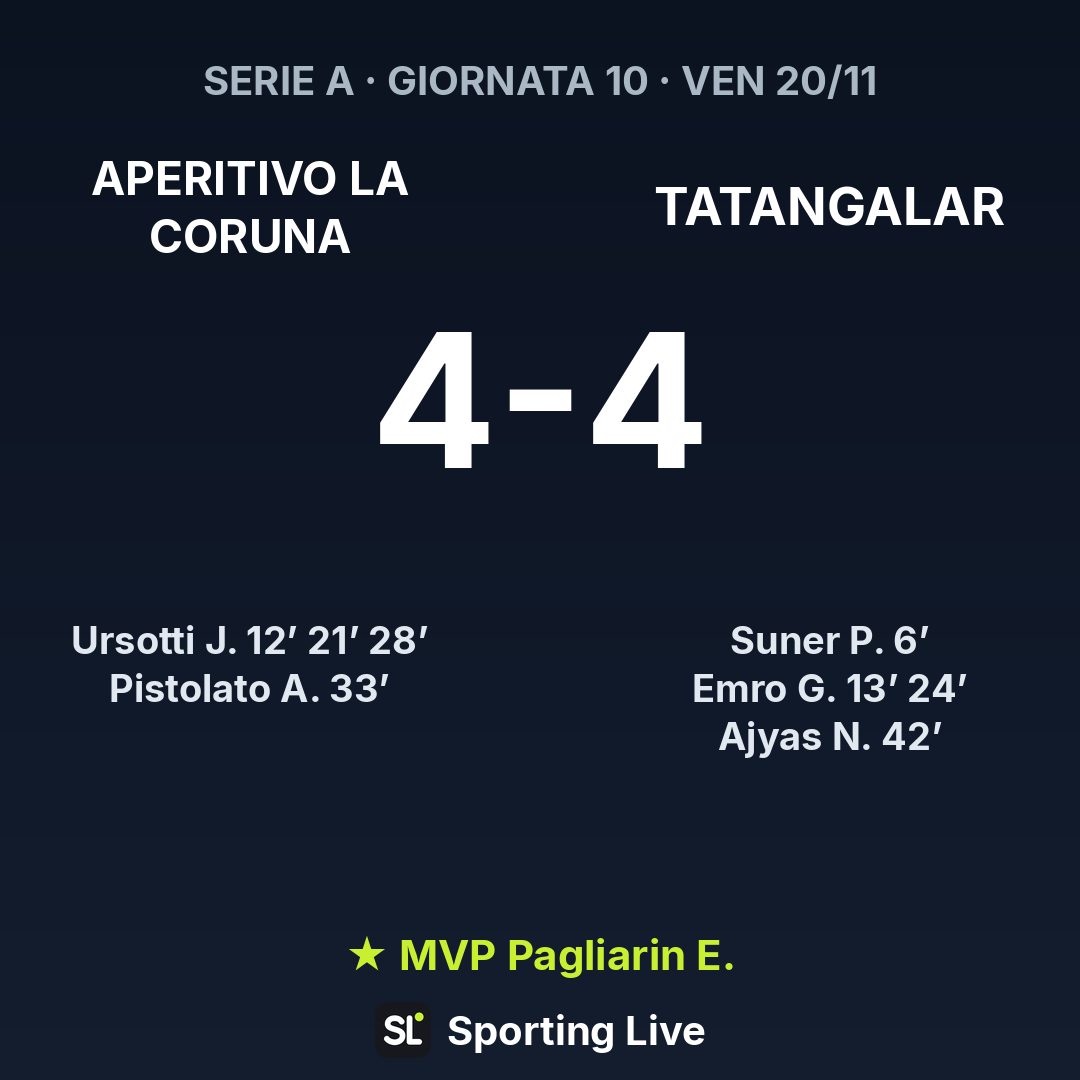 SERIE A · GIORNATA 10 · VEN 20/11
APERITIVO LA
CORUNA
TATANGALAR
4-4
Ursotti J. 12′ 21′ 28′
Pistolato A. 33′
Suner P. 6′
Emro G. 13′ 24′
Ajyas N. 42′
★ MVP Pagliarin E.
SL Sporting Live